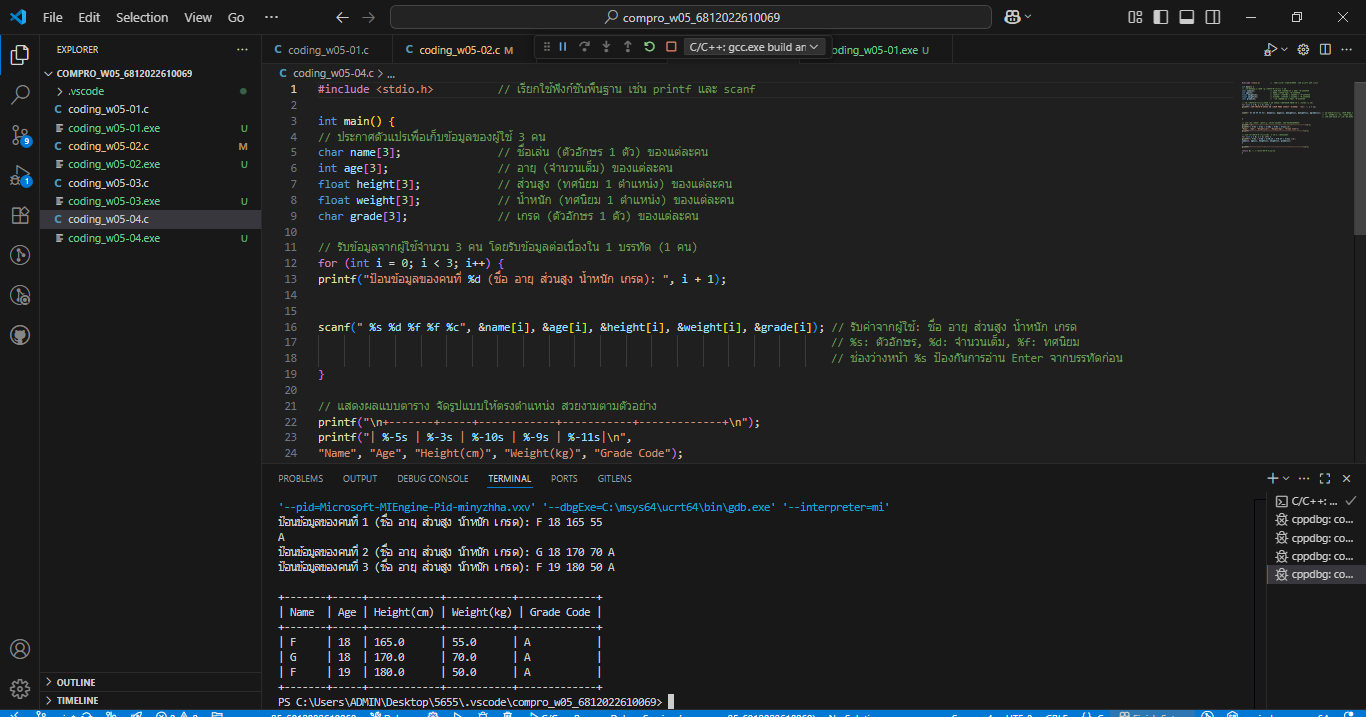 File Edit Selection View Go ···
compro_w05_6812022610069
EXPLORER
COMPRO_W05_6812022610069
.vscode
coding_w05-01.c
coding_w05-01.exe U
coding_w05-02.c M
coding_w05-02.exe U
coding_w05-03.c
coding_w05-03.exe U
coding_w05-04.c
coding_w05-04.exe U
OUTLINE
TIMELINE
9
1
coding_w05-01.c
coding_w05-02.c M
C/C++: gcc.exe build an
oding_w05-01.exe U
coding_w05-04.c > ...
1 #include <stdio.h> // เรียกใช้ฟังก์ชันพื้นฐาน เช่น printf และ scanf
2
3 int main() {
4 // ประกาศตัวแปรเพื่อเก็บข้อมูลของผู้ใช้ 3 คน
5 char name[3]; // ชื่อเล่น (ตัวอักษร 1 ตัว) ของแต่ละคน
6 int age[3]; // อายุ (จำนวนเต็ม) ของแต่ละคน
7 float height[3]; // ส่วนสูง (ทศนิยม 1 ตำแหน่ง) ของแต่ละคน
8 float weight[3]; // น้ำหนัก (ทศนิยม 1 ตำแหน่ง) ของแต่ละคน
9 char grade[3]; // เกรด (ตัวอักษร 1 ตัว) ของแต่ละคน
10
11 // รับข้อมูลจากผู้ใช้จำนวน 3 คน โดยรับข้อมูลต่อเนื่องใน 1 บรรทัด (1 คน)
12 for (int i = 0; i < 3; i++) {
13 printf("ป้อนข้อมูลของคนที่ %d (ชื่อ อายุ ส่วนสูง น้ำหนัก เกรด): ", i + 1);
14
15
16 scanf(" %s %d %f %f %c", &name[i], &age[i], &height[i], &weight[i], &grade[i]); // รับค่าจากผู้ใช้: ชื่อ อายุ ส่วนสูง น้ำหนัก เกรด
17 // %s: ตัวอักษร, %d: จำนวนเต็ม, %f: ทศนิยม
18 // ช่องว่างหน้า %s ป้องกันการอ่าน Enter จากบรรทัดก่อน
19 }
20
21 // แสดงผลแบบตาราง จัดรูปแบบให้ตรงตำแหน่ง สวยงามตามตัวอย่าง
22 printf("\n+-------+-----+------------+-----------+-------------+\n");
23 printf("| %-5s | %-3s | %-10s | %-9s | %-11s|\n",
24 "Name", "Age", "Height(cm)", "Weight(kg)", "Grade Code");
PROBLEMS OUTPUT DEBUG CONSOLE TERMINAL PORTS GITLENS
'--pid=Microsoft-MIEngine-Pid-minyzhha.vxv' '--dbgExe=C:\msys64\ucrt64\bin\gdb.exe' '--interpreter=mi'
ป้อนข้อมูลของคนที่ 1 (ชื่อ อายุ ส่วนสูง น้ำหนัก เกรด): F 18 165 55
A
ป้อนข้อมูลของคนที่ 2 (ชื่อ อายุ ส่วนสูง น้ำหนัก เกรด): G 18 170 70 A
ป้อนข้อมูลของคนที่ 3 (ชื่อ อายุ ส่วนสูง น้ำหนัก เกรด): F 19 180 50 A
+-------+-----+------------+-----------+-------------+
| Name | Age | Height(cm) | Weight(kg) | Grade Code |
+-------+-----+------------+-----------+-------------+
| F | 18 | 165.0 | 55.0 | A |
| G | 18 | 170.0 | 70.0 | A |
| F | 19 | 180.0 | 50.0 | A |
+-------+-----+------------+-----------+-------------+
PS C:\Users\ADMIN\Desktop\5655\.vscode\compro_w05_6812022610069>
C/C++: ...
cppdbg: co...
cppdbg: co...
cppdbg: co...
cppdbg: co...